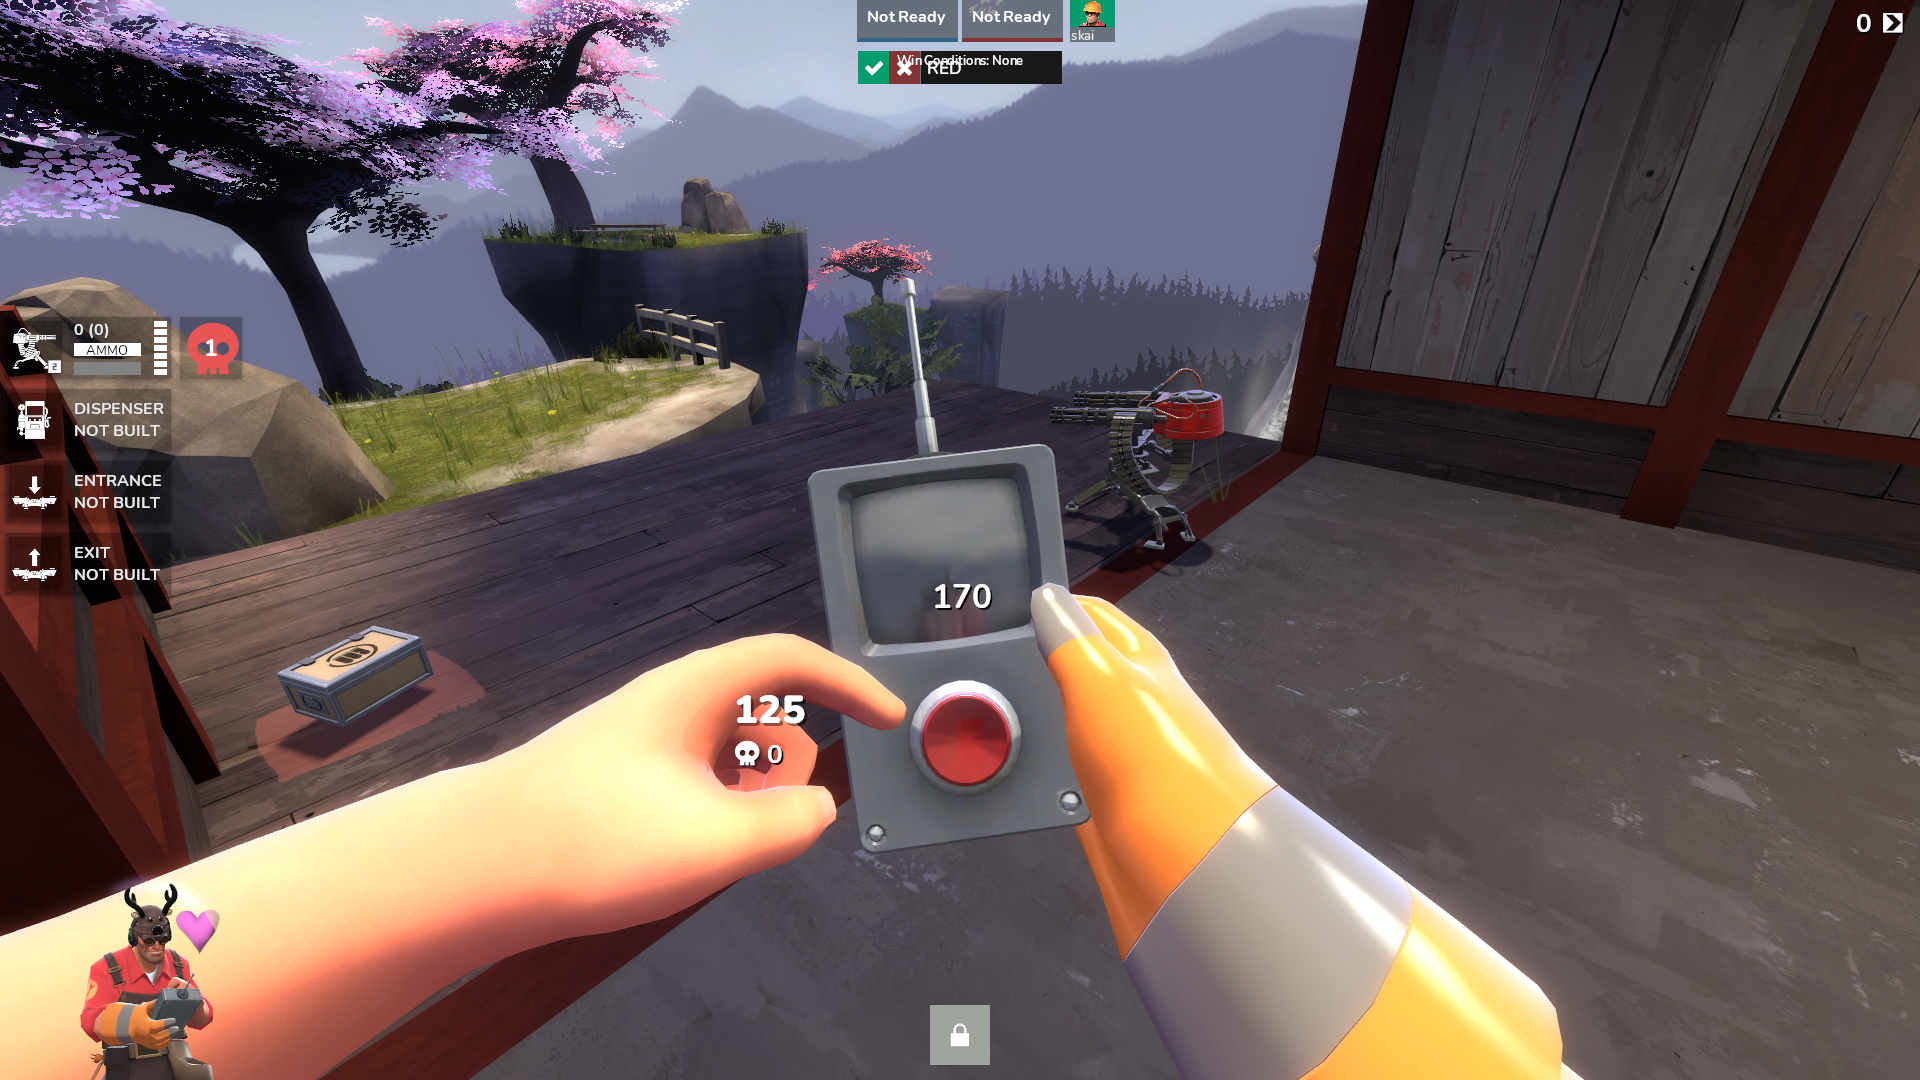 Not Ready
Not Ready
skai
Win Conditions: None
RED
0
0 (0)
AMMO
2
1
DISPENSER
NOT BUILT
ENTRANCE
NOT BUILT
EXIT
NOT BUILT
170
125
0